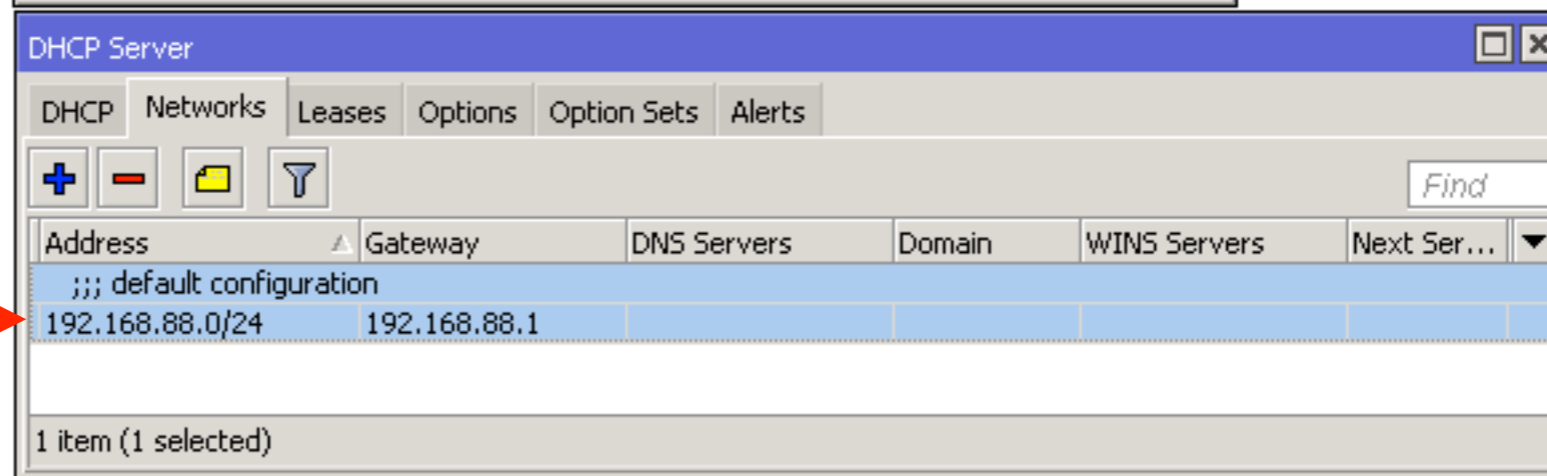 DHCP Server
DHCP Networks Leases Options Option Sets Alerts
Find
Address Gateway DNS Servers Domain WINS Servers Next Ser...
;;; default configuration
192.168.88.0/24 192.168.88.1
1 item (1 selected)